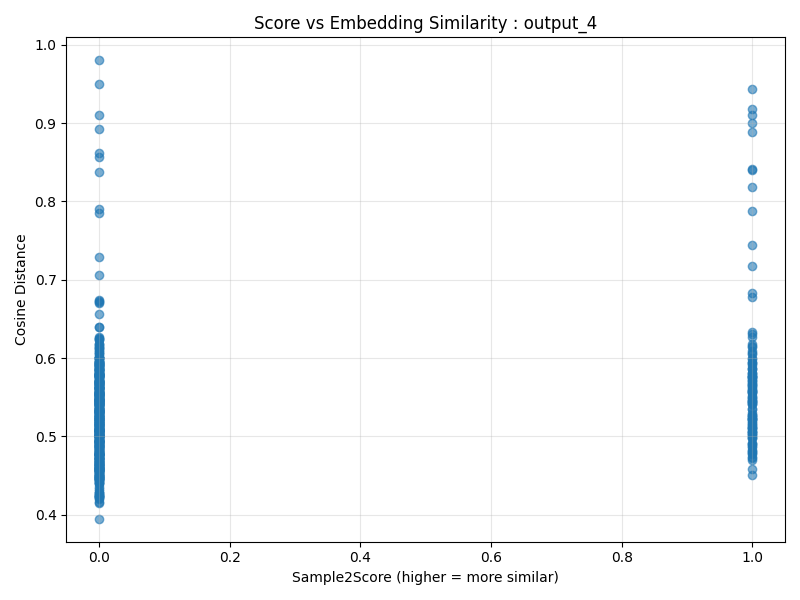 Score vs Embedding Similarity : output_4
Cosine Distance
1.0
0.9
0.8
0.7
0.6
0.5
0.4
0.0 0.2 0.4 0.6 0.8 1.0
Sample2Score (higher = more similar)